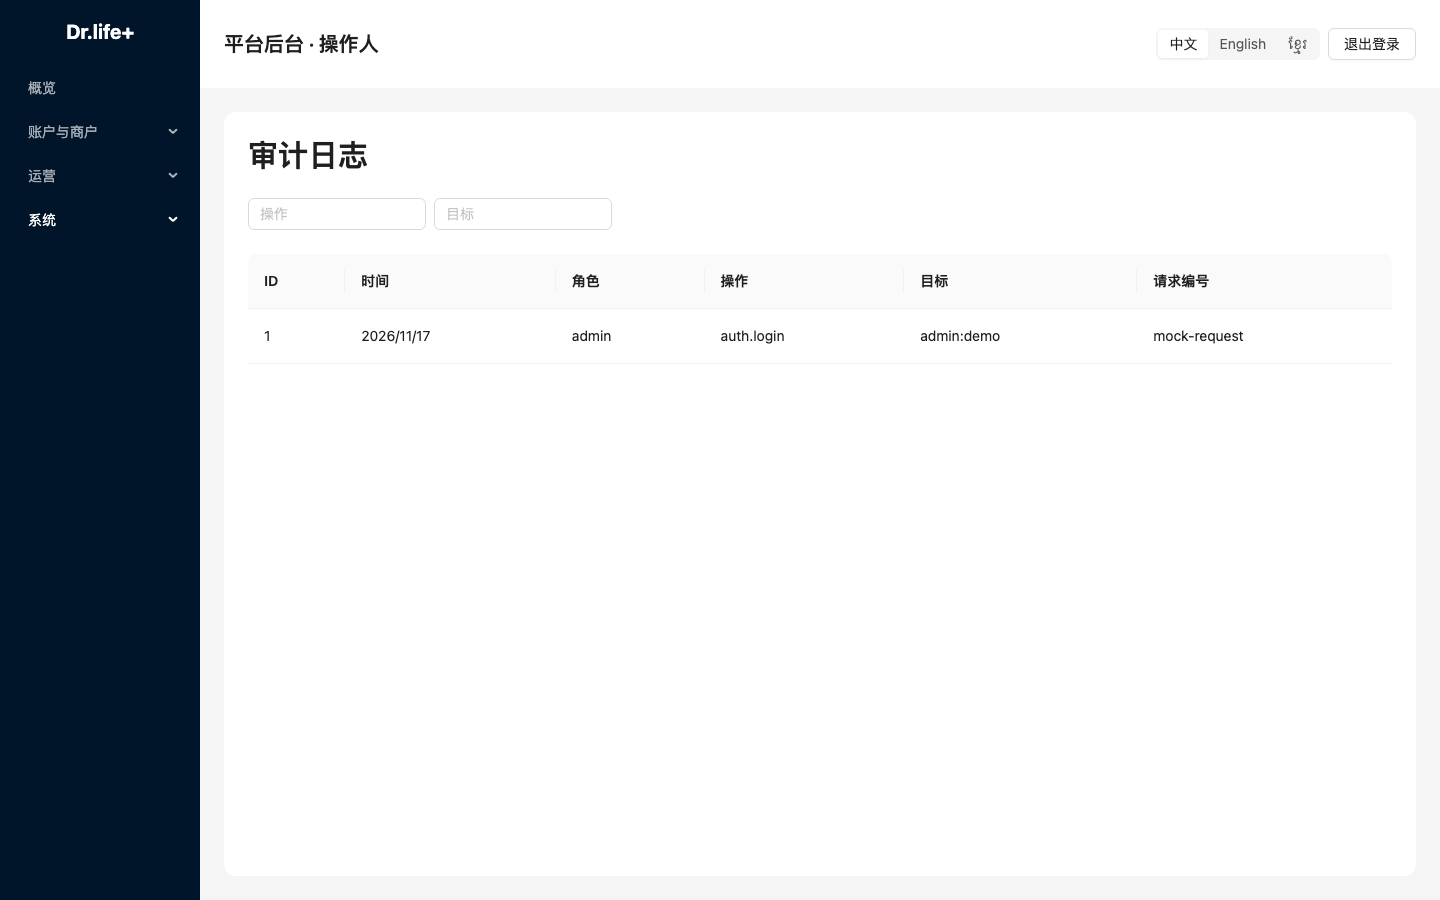 Dr.life+
概览
账户与商户
运营
系统
平台后台 · 操作人
中文 English ខ្មែរ 退出登录
审计日志
操作 目标
ID 时间 角色 操作 目标 请求编号
1 2026/11/17 admin auth.login admin:demo mock-request